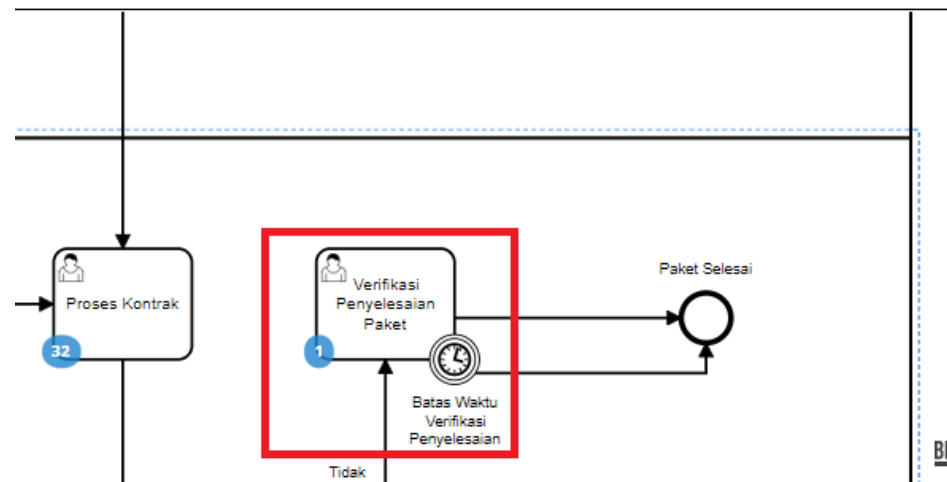 Proses Kontrak
32
Verifikasi
Penyelesaian
Paket
1
Batas Waktu
Verifikasi
Penyelesaian
Tidak
Paket Selesai